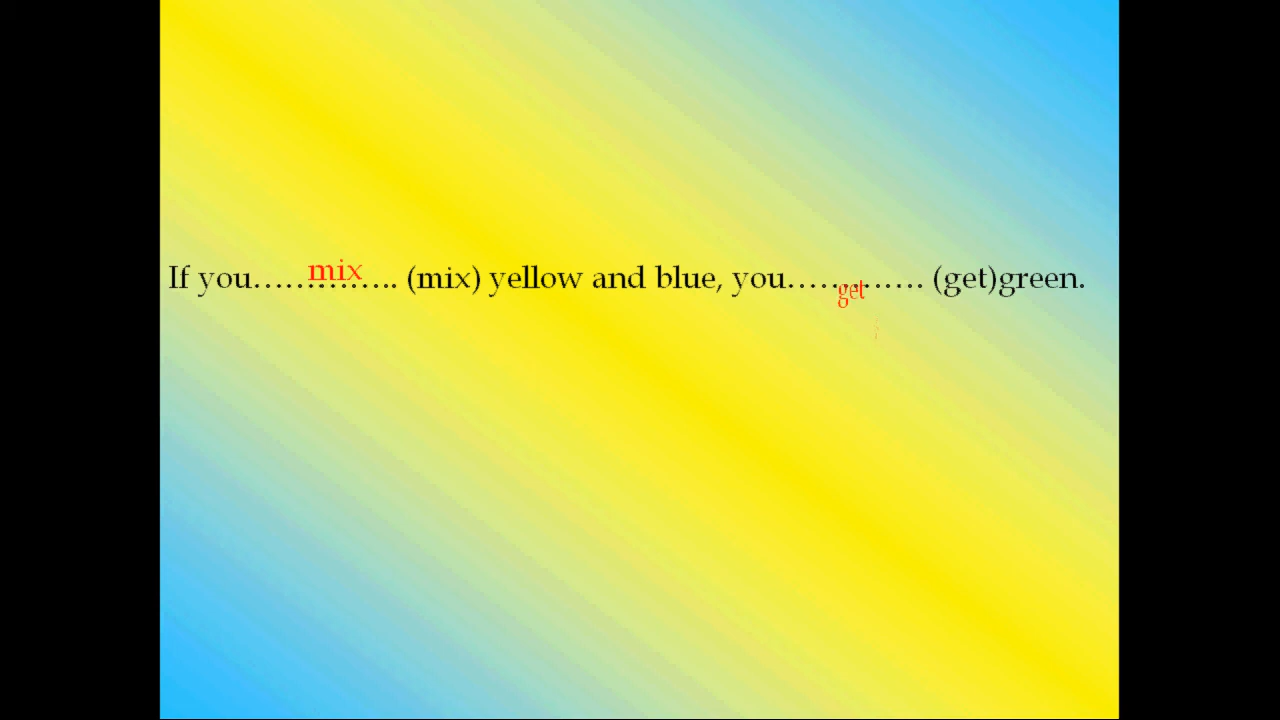 If you…………….. (mix) yellow and blue, you…………. (get)green.
mix
get